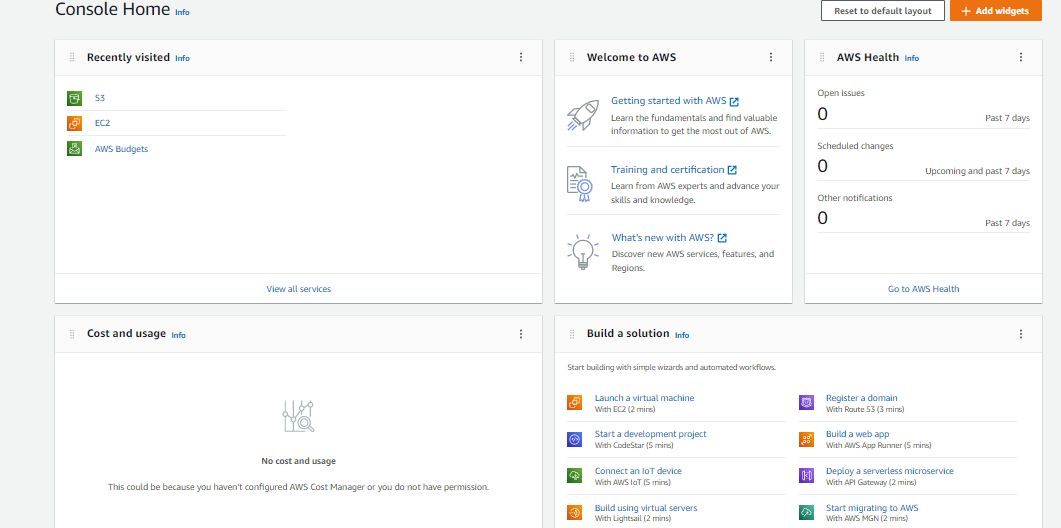 Console Home Info
Reset to default layout
+ Add widgets
Recently visited Info
S3
EC2
AWS Budgets
View all services
Welcome to AWS
Getting started with AWS
Learn the fundamentals and find valuable
information to get the most out of AWS.
Training and certification
Learn from AWS experts and advance your
skills and knowledge.
What's new with AWS?
Discover new AWS services, features, and
Regions.
AWS Health Info
Open issues
0 Past 7 days
Scheduled changes
0 Upcoming and past 7 days
Other notifications
0 Past 7 days
Go to AWS Health
Cost and usage Info
No cost and usage
This could be because you haven't configured AWS Cost Manager or you do not have permission.
Build a solution Info
Start building with simple wizards and automated workflows.
Launch a virtual machine
With EC2 (2 mins)
Register a domain
With Route 53 (3 mins)
Start a development project
With CodeStar (5 mins)
Build a web app
With AWS App Runner (5 mins)
Connect an IoT device
With AWS IoT (5 mins)
Deploy a serverless microservice
With API Gateway (2 mins)
Build using virtual servers
With Lightsail (2 mins)
Start migrating to AWS
With AWS MGN (2 mins)